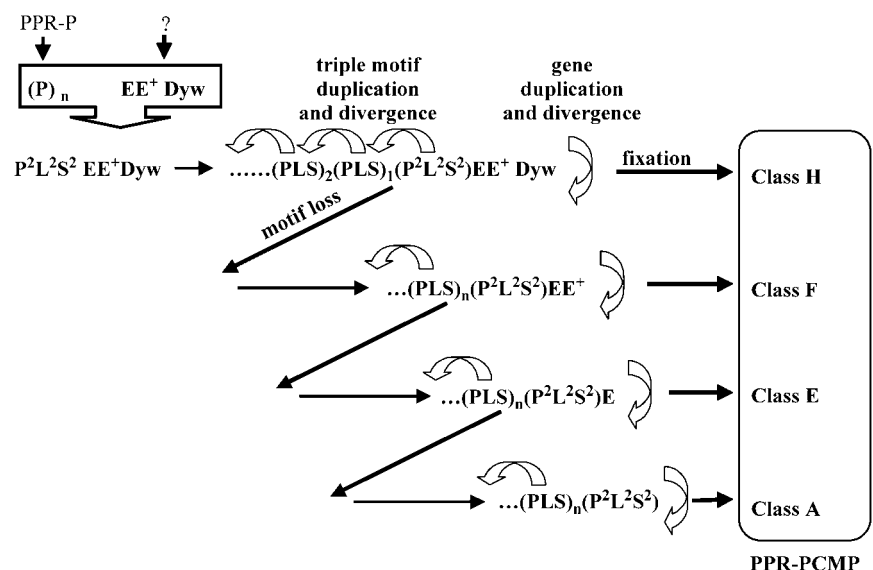 PPR-P ?
(P) n EE⁺ Dyw
triple motif
duplication
and divergence
gene
duplication
and divergence
P²L²S² EE⁺Dyw
......(PLS)₂(PLS)₁(P²L²S²)EE⁺ Dyw
fixation
Class H
motif loss
...(PLS)ₙ(P²L²S²)EE⁺
Class F
...(PLS)ₙ(P²L²S²)E
Class E
...(PLS)ₙ(P²L²S²)
Class A
PPR-PCMP